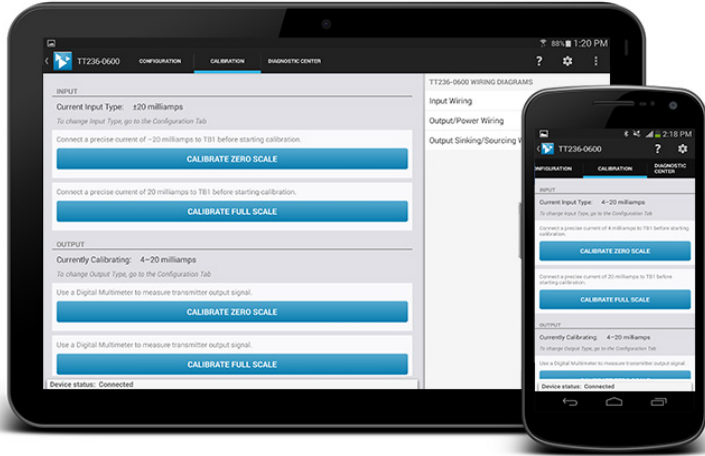 88% 1:20 PM
TT236-0600 CONFIGURATION CALIBRATION DIAGNOSTIC CENTER ?
INPUT
Current Input Type: ±20 milliamps
To change Input Type, go to the Configuration Tab
Connect a precise current of -20 milliamps to TB1 before starting calibration.
CALIBRATE ZERO SCALE
Connect a precise current of 20 milliamps to TB1 before starting calibration.
CALIBRATE FULL SCALE
OUTPUT
Currently Calibrating: 4-20 milliamps
To change Output Type, go to the Configuration Tab
Use a Digital Multimeter to measure transmitter output signal.
CALIBRATE ZERO SCALE
Use a Digital Multimeter to measure transmitter output signal.
CALIBRATE FULL SCALE
Device status: Connected
TT236-0600 WIRING DIAGRAMS
Input Wiring
Output/Power Wiring
Output Sinking/Sourcing W
2:18 PM
TT236-0600 ?
ONFIGURATION CALIBRATION DIAGNOSTIC
CENTER
INPUT
Current Input Type: 4-20 milliamps
To change Input Type, go to the Configuration Tab
Connect a precise current of 4 milliamps to TB1 before starting
calibration.
CALIBRATE ZERO SCALE
Connect a precise current of 20 milliamps to TB1 before
starting calibration.
CALIBRATE FULL SCALE
OUTPUT
Currently Calibrating: 4-20 milliamps
To change Output Type, go to the Configuration Tab
Use a Digital Multimeter to measure transmitter output signal.
Device status: Connected